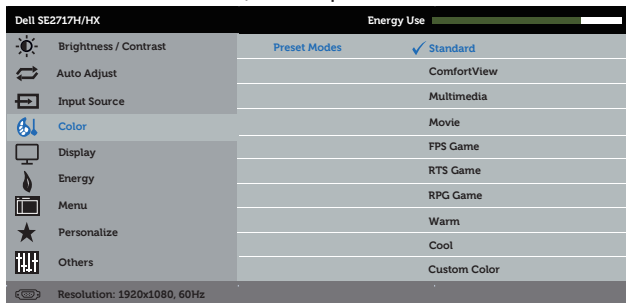 Dell SE2717H/HX Energy Use
Brightness / Contrast Preset Modes ✓ Standard
Auto Adjust ComfortView
Input Source Multimedia
Color Movie
Display FPS Game
Energy RTS Game
Menu RPG Game
Personalize Warm
Others Cool
Custom Color
Resolution: 1920x1080, 60Hz